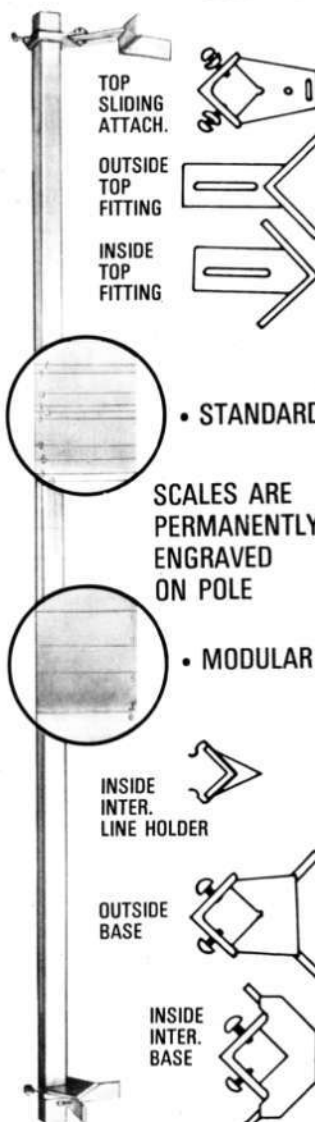 TOP
SLIDING
ATTACH.
OUTSIDE
TOP
FITTING
INSIDE
TOP
FITTING
• STANDARD
SCALES ARE
PERMANENTLY
ENGRAVED
ON POLE
• MODULAR
INSIDE
INTER.
LINE HOLDER
OUTSIDE
BASE
INSIDE
INTER.
BASE